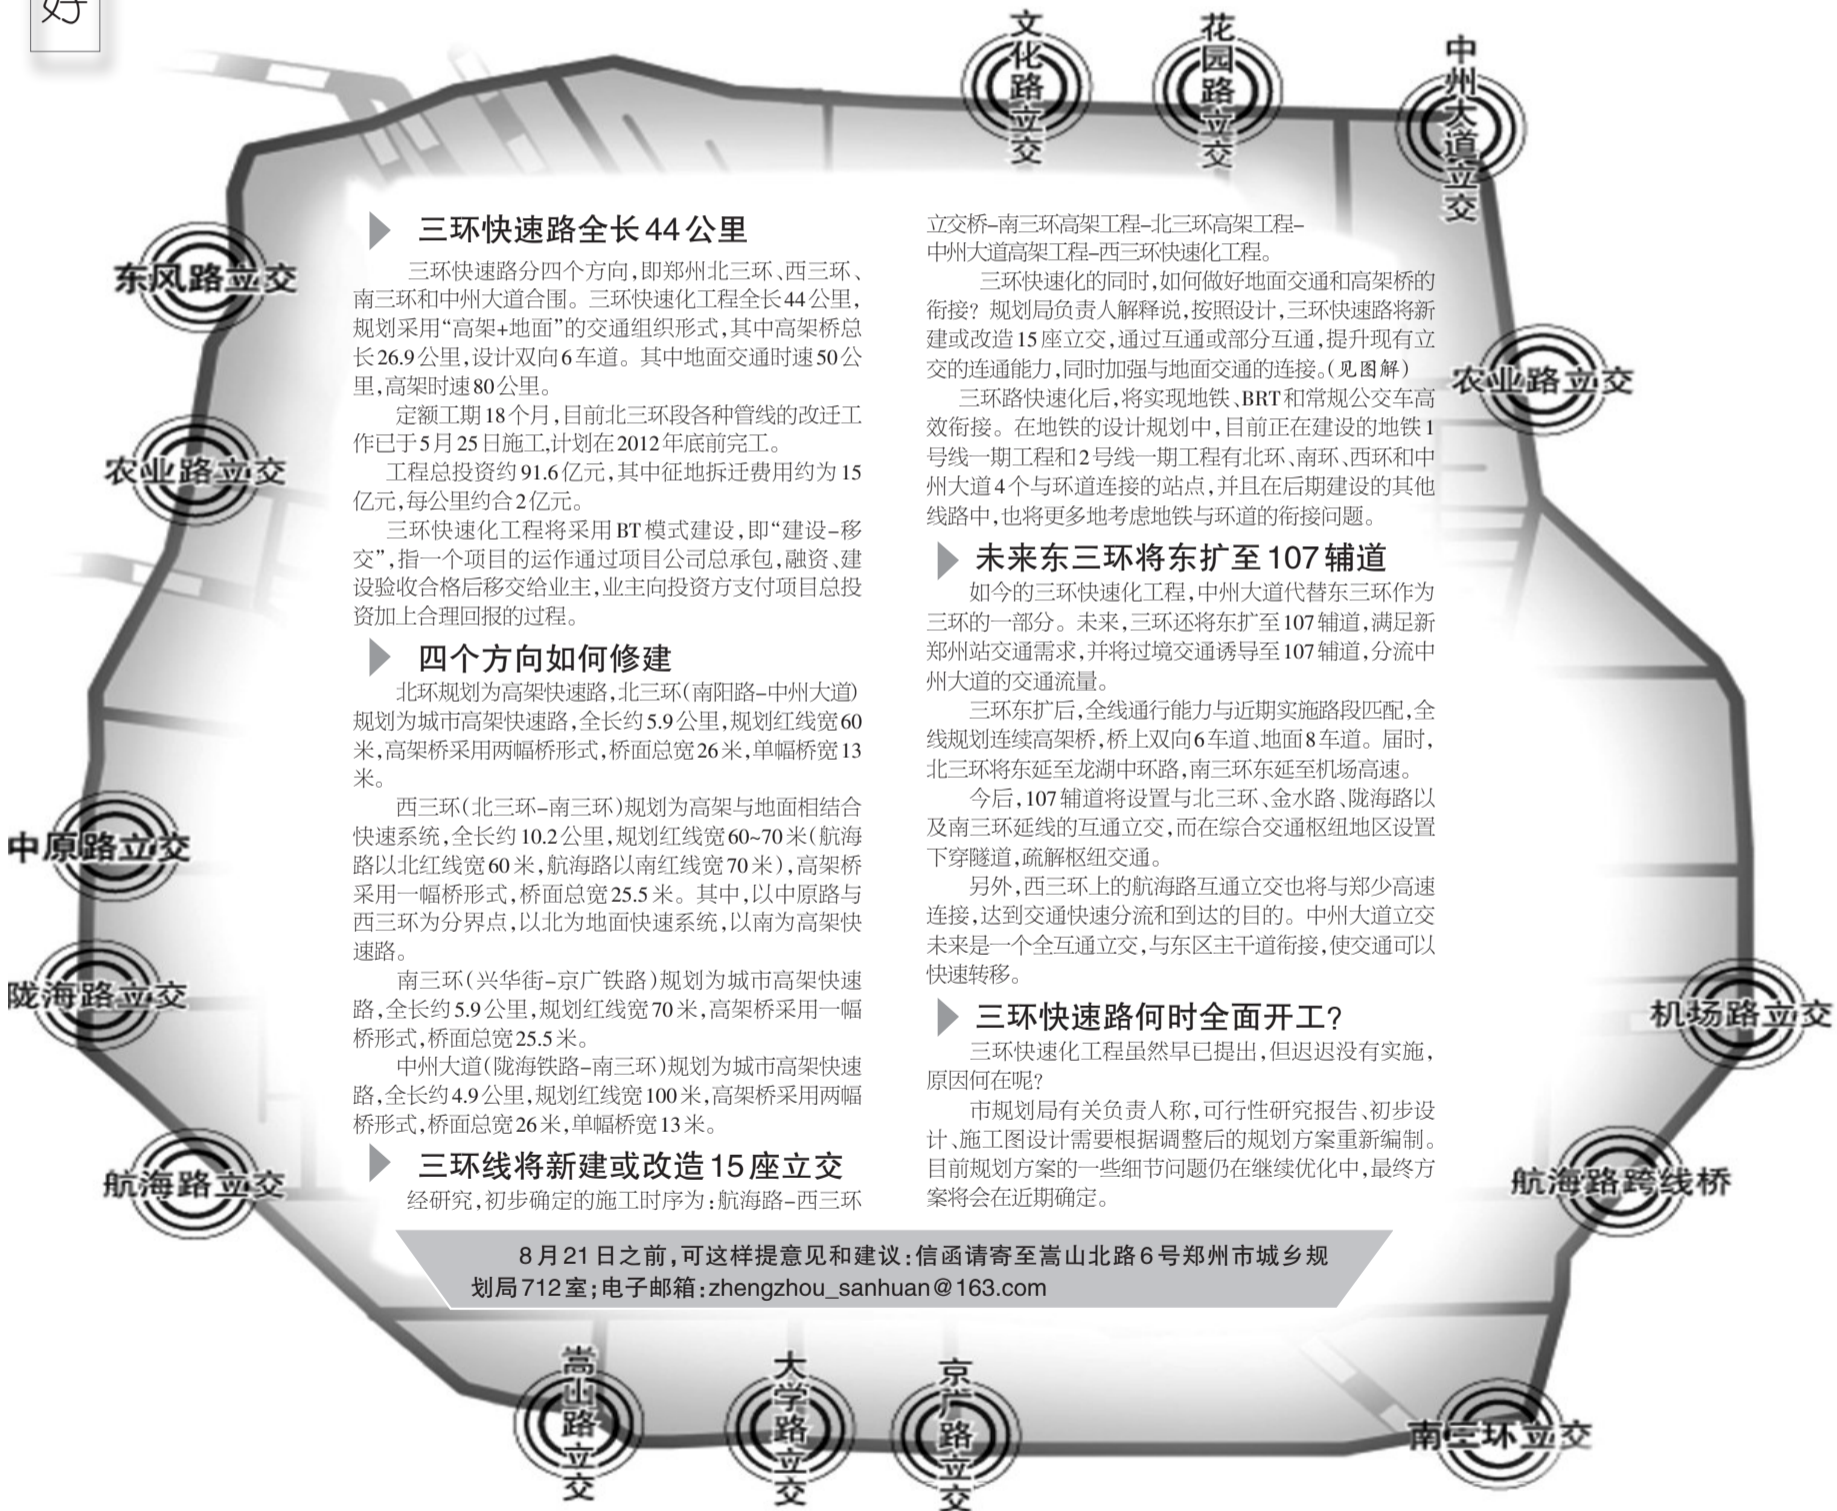 好
文化路立交
花园路立交
中州大道立交
东风路立交
农业路立交
中原路立交
陇海路立交
航海路立交
三环快速路全长44公里
三环快速路分四个方向,即郑州北三环、西三环、
南三环和中州大道合围。三环快速化工程全长44公里,
规划采用“高架+地面”的交通组织形式,其中高架桥总
长26.9公里,设计双向6车道。其中地面交通时速50公
里,高架时速80公里。
定额工期18个月,目前北三环段各种管线的改迁工
作已于5月25日施工,计划在2012年底前完工。
工程总投资约91.6亿元,其中征地拆迁费用约为15
亿元,每公里约合2亿元。
三环快速化工程将采用BT模式建设,即“建设-移
交”,指一个项目的运作通过项目公司总承包,融资、建
设验收合格后移交给业主,业主向投资方支付项目总投
资加上合理回报的过程。
四个方向如何修建
北环规划为高架快速路,北三环(南阳路-中州大道)
规划为城市高架快速路,全长约5.9公里,规划红线宽60
米,高架桥采用两幅桥形式,桥面总宽26米,单幅桥宽13
米。
西三环(北三环-南三环)规划为高架与地面相结合
快速系统,全长约10.2公里,规划红线宽60~70米(航海
路以北红线宽60米,航海路以南红线宽70米),高架桥
采用一幅桥形式,桥面总宽25.5米。其中,以中原路与
西三环为分界点,以北为地面快速系统,以南为高架快
速路。
南三环(兴华街-京广铁路)规划为城市高架快速
路,全长约5.9公里,规划红线宽70米,高架桥采用一幅
桥形式,桥面总宽25.5米。
中州大道(陇海铁路-南三环)规划为城市高架快速
路,全长约4.9公里,规划红线宽100米,高架桥采用两幅
桥形式,桥面总宽26米,单幅桥宽13米。
三环线将新建或改造15座立交
经研究,初步确定的施工时序为:航海路-西三环
立交桥-南三环高架工程-北三环高架工程-
中州大道高架工程-西三环快速化工程。
三环快速化的同时,如何做好地面交通和高架桥的
衔接?规划局负责人解释说,按照设计,三环快速路将新
建或改造15座立交,通过互通或部分互通,提升现有立
交的连通能力,同时加强与地面交通的连接。(见图解)
三环路快速化后,将实现地铁、BRT和常规公交车高
效衔接。在地铁的设计规划中,目前正在建设的地铁1
号线一期工程和2号线一期工程有北环、南环、西环和中
州大道4个与环道连接的站点,并且在后期建设的其他
线路中,也将更多地考虑地铁与环道的衔接问题。
未来东三环将东扩至107辅道
如今的三环快速化工程,中州大道代替东三环作为
三环的一部分。未来,三环还将东扩至107辅道,满足新
郑州站交通需求,并将过境交通诱导至107辅道,分流中
州大道的交通流量。
三环东扩后,全线通行能力与近期实施路段匹配,全
线规划连续高架桥,桥上双向6车道、地面8车道。届时,
北三环将东延至龙湖中环路,南三环东延至机场高速。
今后,107辅道将设置与北三环、金水路、陇海路以
及南三环延线的互通立交,而在综合交通枢纽地区设置
下穿隧道,疏解枢纽交通。
另外,西三环上的航海路互通立交也将与郑少高速
连接,达到交通快速分流和到达的目的。中州大道立交
未来是一个全互通立交,与东区主干道衔接,使交通可以
快速转移。
三环快速路何时全面开工?
三环快速化工程虽然早已提出,但迟迟没有实施,
原因何在呢?
市规划局有关负责人称,可行性研究报告、初步设
计、施工图设计需要根据调整后的规划方案重新编制。
目前规划方案的一些细节问题仍在继续优化中,最终方
案将会在近期确定。
农业路立交
机场路立交
航海路跨线桥
8月21日之前,可这样提意见和建议:信函请寄至嵩山北路6号郑州市城乡规
划局712室;电子邮箱:zhengzhou_sanhuan@163.com
嵩山路立交
大学路立交
京广路立交
南三环立交